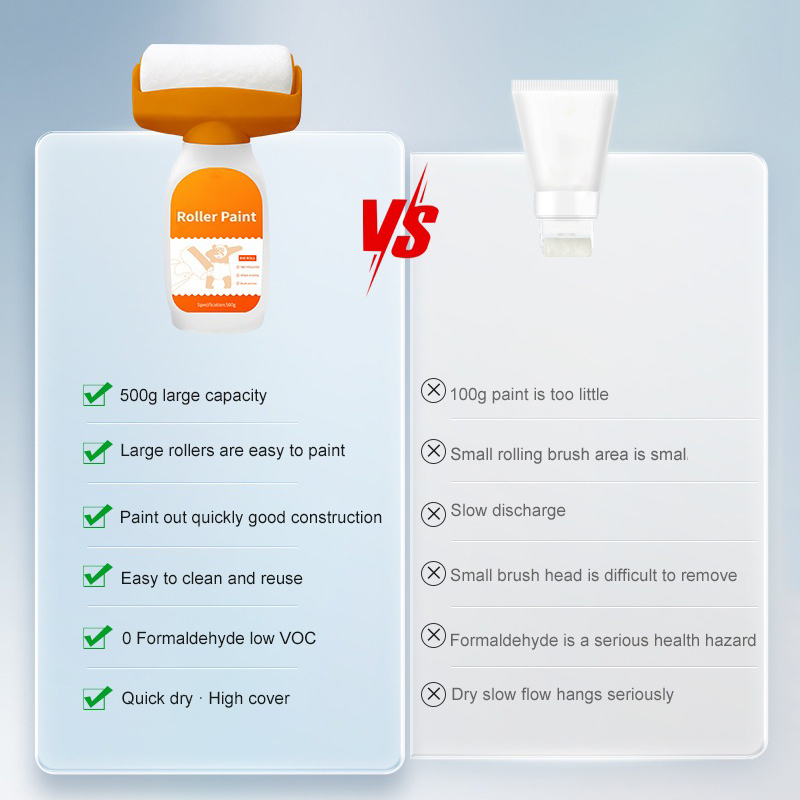 Roller Paint
Specification:500g
VS
500g large capacity
Large rollers are easy to paint
Paint out quickly good construction
Easy to clean and reuse
0 Formaldehyde low VOC
Quick dry · High cover
100g paint is too little
Small rolling brush area is smal
Slow discharge
Small brush head is difficult to remove
Formaldehyde is a serious health hazard
Dry slow flow hangs seriously